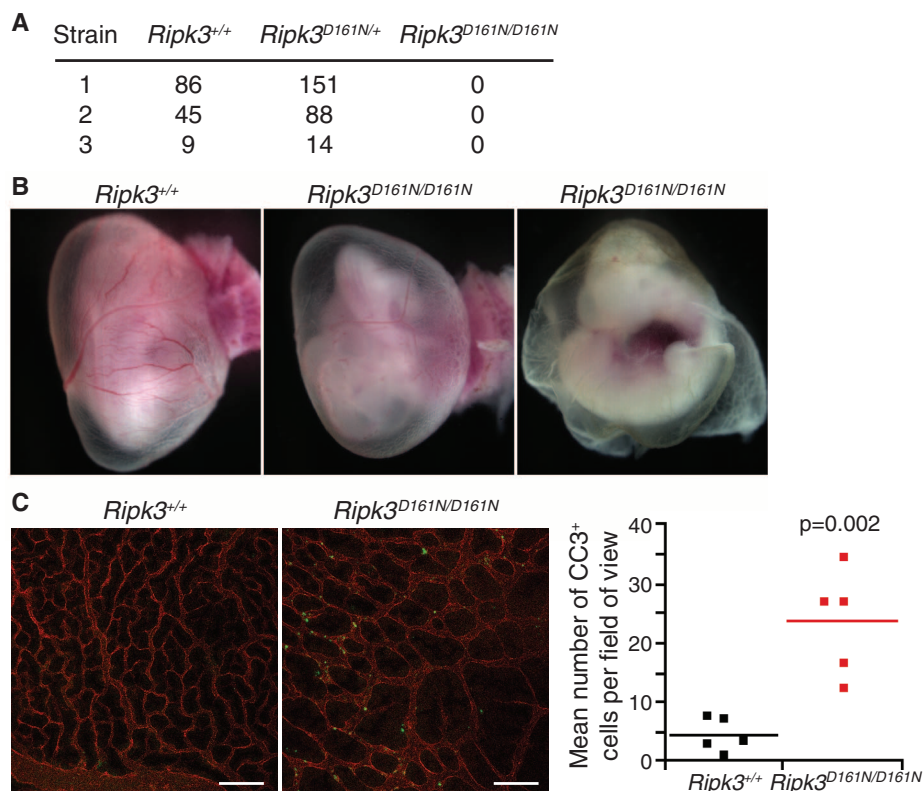 A
Strain Ripk3+/+ Ripk3D161N/+ Ripk3D161N/D161N
1 86 151 0
2 45 88 0
3 9 14 0
B
Ripk3+/+ Ripk3D161N/D161N Ripk3D161N/D161N
C
Ripk3+/+ Ripk3D161N/D161N
Mean number of CC3+
cells per field of view
40
30
20
10
0
p=0.002
Ripk3+/+ Ripk3D161N/D161N